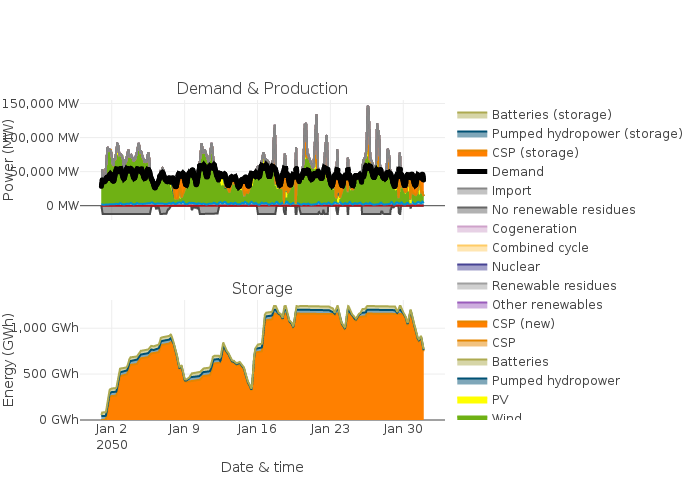 Demand & Production
150,000 MW
100,000 MW
50,000 MW
0 MW
Power (MW)
Storage
1,000 GWh
500 GWh
0 GWh
Energy (GWh)
Jan 2
2050
Jan 9
Jan 16
Jan 23
Jan 30
Date & time
Batteries (storage)
Pumped hydropower (storage)
CSP (storage)
Demand
Import
No renewable residues
Cogeneration
Combined cycle
Nuclear
Renewable residues
Other renewables
CSP (new)
CSP
Batteries
Pumped hydropower
PV
Wind